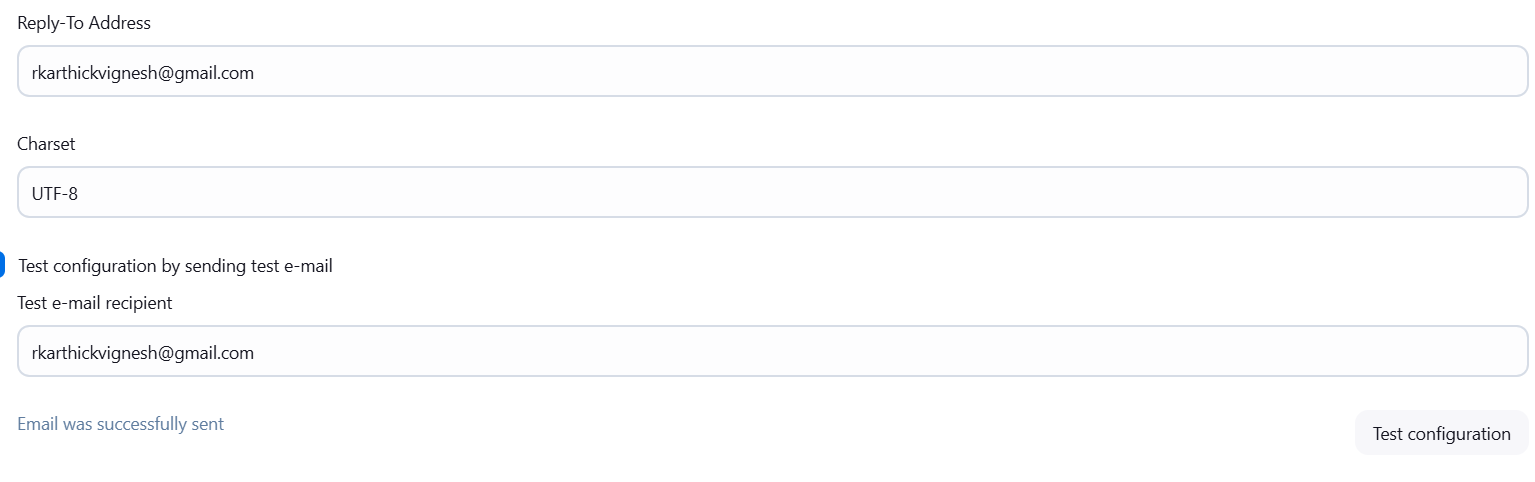 Reply-To Address
rkarthickvignesh@gmail.com
Charset
UTF-8
Test configuration by sending test e-mail
Test e-mail recipient
rkarthickvignesh@gmail.com
Email was successfully sent
Test configuration